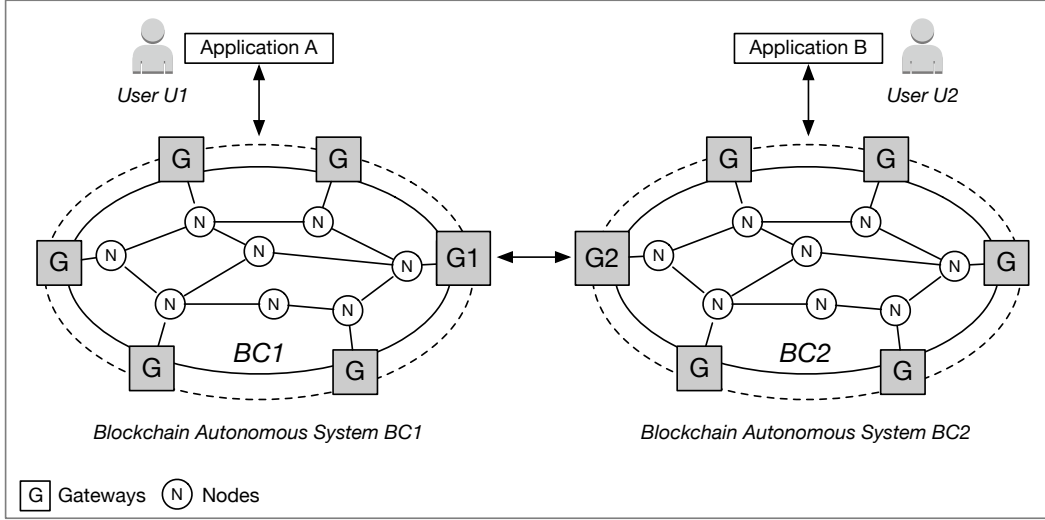 Application A
Application B
User U1
User U2
G G G G
N N N N
N N N N
G G1 G2 G
N N
N N N N N N
BC1 BC2
G G G G
Blockchain Autonomous System BC1
Blockchain Autonomous System BC2
G Gateways N Nodes